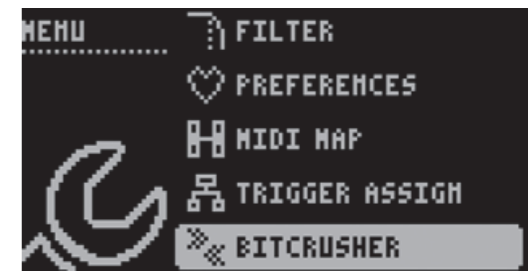 MENU
FILTER
PREFERENCES
MIDI MAP
TRIGGER ASSIGN
BITCRUSHER